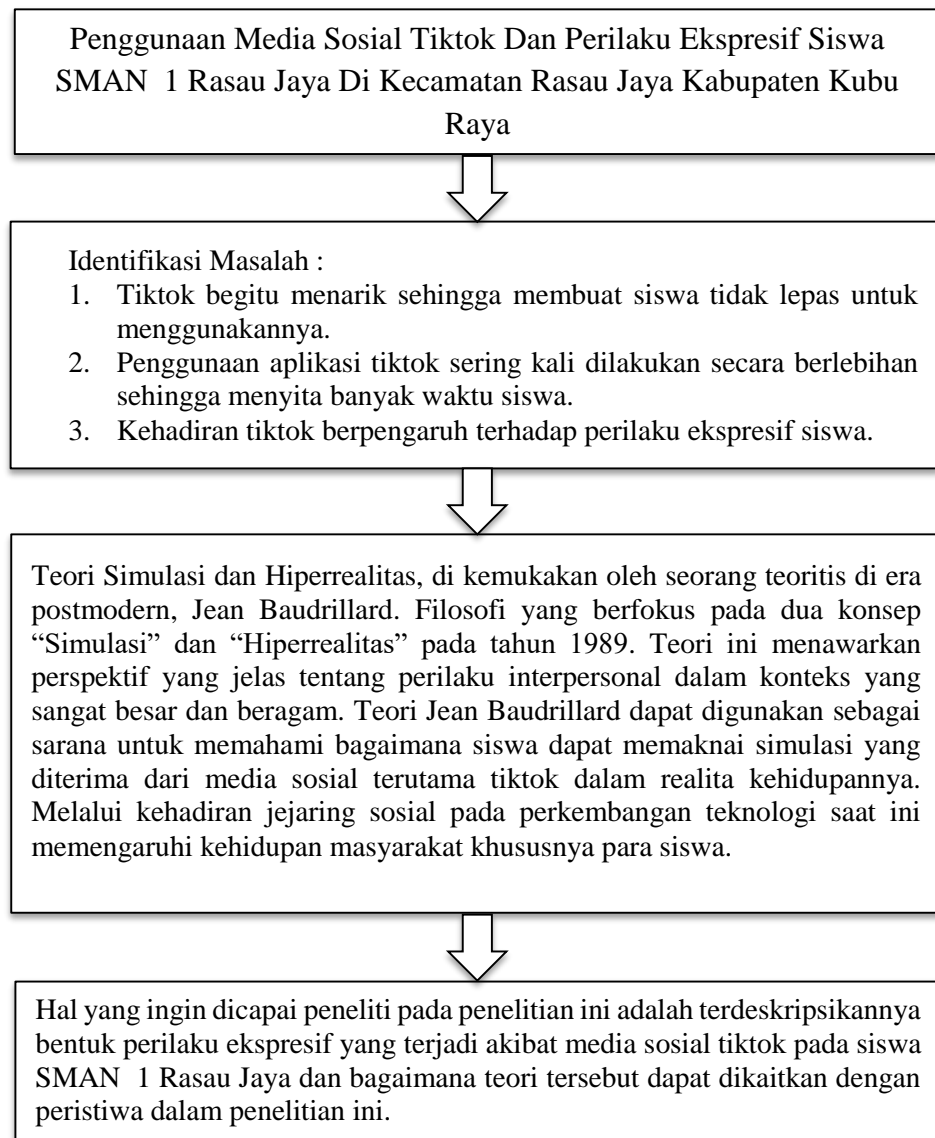 Penggunaan Media Sosial Tiktok Dan Perilaku Ekspresif Siswa
SMAN 1 Rasau Jaya Di Kecamatan Rasau Jaya Kabupaten Kubu
Raya
Identifikasi Masalah :
1. Tiktok begitu menarik sehingga membuat siswa tidak lepas untuk
menggunakannya.
2. Penggunaan aplikasi tiktok sering kali dilakukan secara berlebihan
sehingga menyita banyak waktu siswa.
3. Kehadiran tiktok berpengaruh terhadap perilaku ekspresif siswa.
Teori Simulasi dan Hiperrealitas, di kemukakan oleh seorang teoritis di era
postmodern, Jean Baudrillard. Filosofi yang berfokus pada dua konsep
“Simulasi” dan “Hiperrealitas” pada tahun 1989. Teori ini menawarkan
perspektif yang jelas tentang perilaku interpersonal dalam konteks yang
sangat besar dan beragam. Teori Jean Baudrillard dapat digunakan sebagai
sarana untuk memahami bagaimana siswa dapat memaknai simulasi yang
diterima dari media sosial terutama tiktok dalam realita kehidupannya.
Melalui kehadiran jejaring sosial pada perkembangan teknologi saat ini
memengaruhi kehidupan masyarakat khususnya para siswa.
Hal yang ingin dicapai peneliti pada penelitian ini adalah terdeskripsikannya
bentuk perilaku ekspresif yang terjadi akibat media sosial tiktok pada siswa
SMAN 1 Rasau Jaya dan bagaimana teori tersebut dapat dikaitkan dengan
peristiwa dalam penelitian ini.